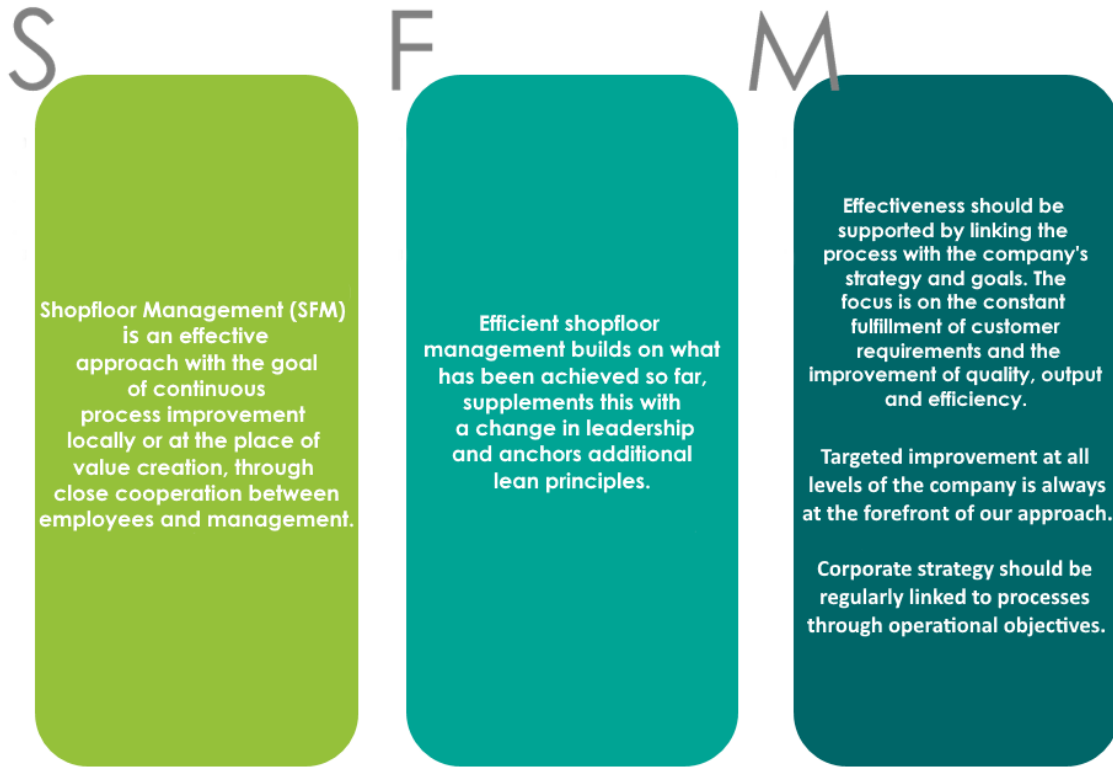 S
Shopfloor Management (SFM)
is an effective
approach with the goal
of continuous
process improvement
locally or at the place of
value creation, through
close cooperation between
employees and management.
F
Efficient shopfloor
management builds on what
has been achieved so far,
supplements this with
a change in leadership
and anchors additional
lean principles.
M
Effectiveness should be
supported by linking the
process with the company's
strategy and goals. The
focus is on the constant
fulfillment of customer
requirements and the
improvement of quality, output
and efficiency.
Targeted improvement at all
levels of the company is always
at the forefront of our approach.
Corporate strategy should be
regularly linked to processes
through operational objectives.